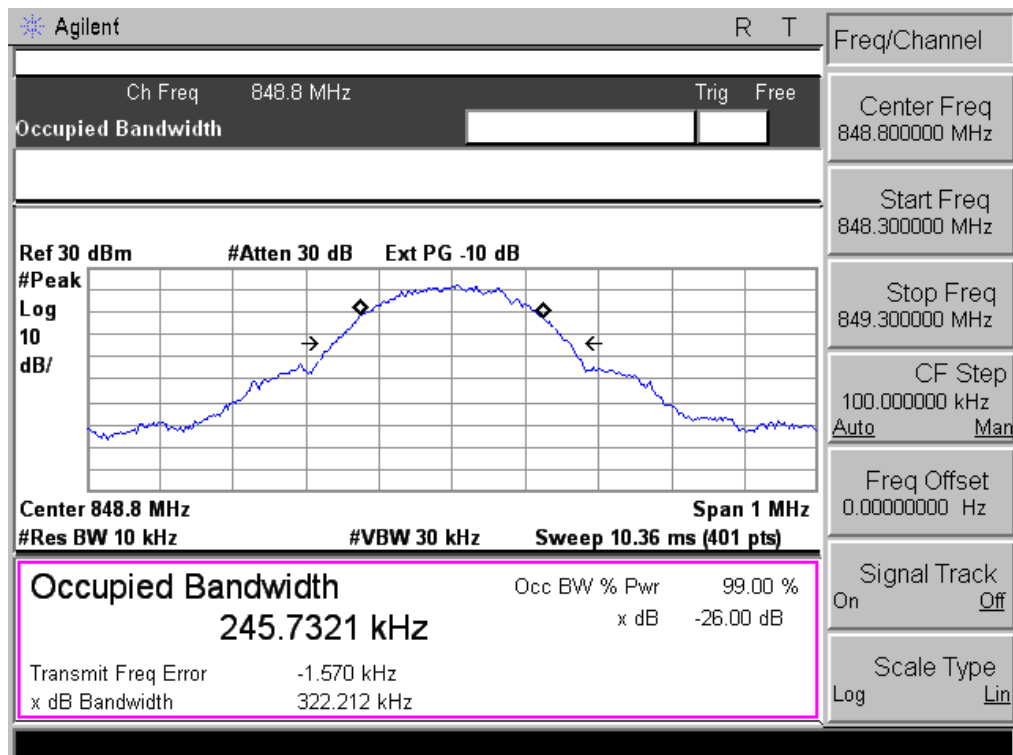 Agilent R T
Ch Freq 848.8 MHz Trig Free
Occupied Bandwidth
Ref 30 dBm #Atten 30 dB Ext PG -10 dB
#Peak
Log
10
dB/
Center 848.8 MHz Span 1 MHz
#Res BW 10 kHz #VBW 30 kHz Sweep 10.36 ms (401 pts)
Occupied Bandwidth
245.7321 kHz
Occ BW % Pwr 99.00 %
x dB -26.00 dB
Transmit Freq Error -1.570 kHz
x dB Bandwidth 322.212 kHz
Freq/Channel
Center Freq
848.800000 MHz
Start Freq
848.300000 MHz
Stop Freq
849.300000 MHz
CF Step
100.000000 kHz
Auto Man
Freq Offset
0.00000000 Hz
Signal Track
On Off
Scale Type
Log Lin